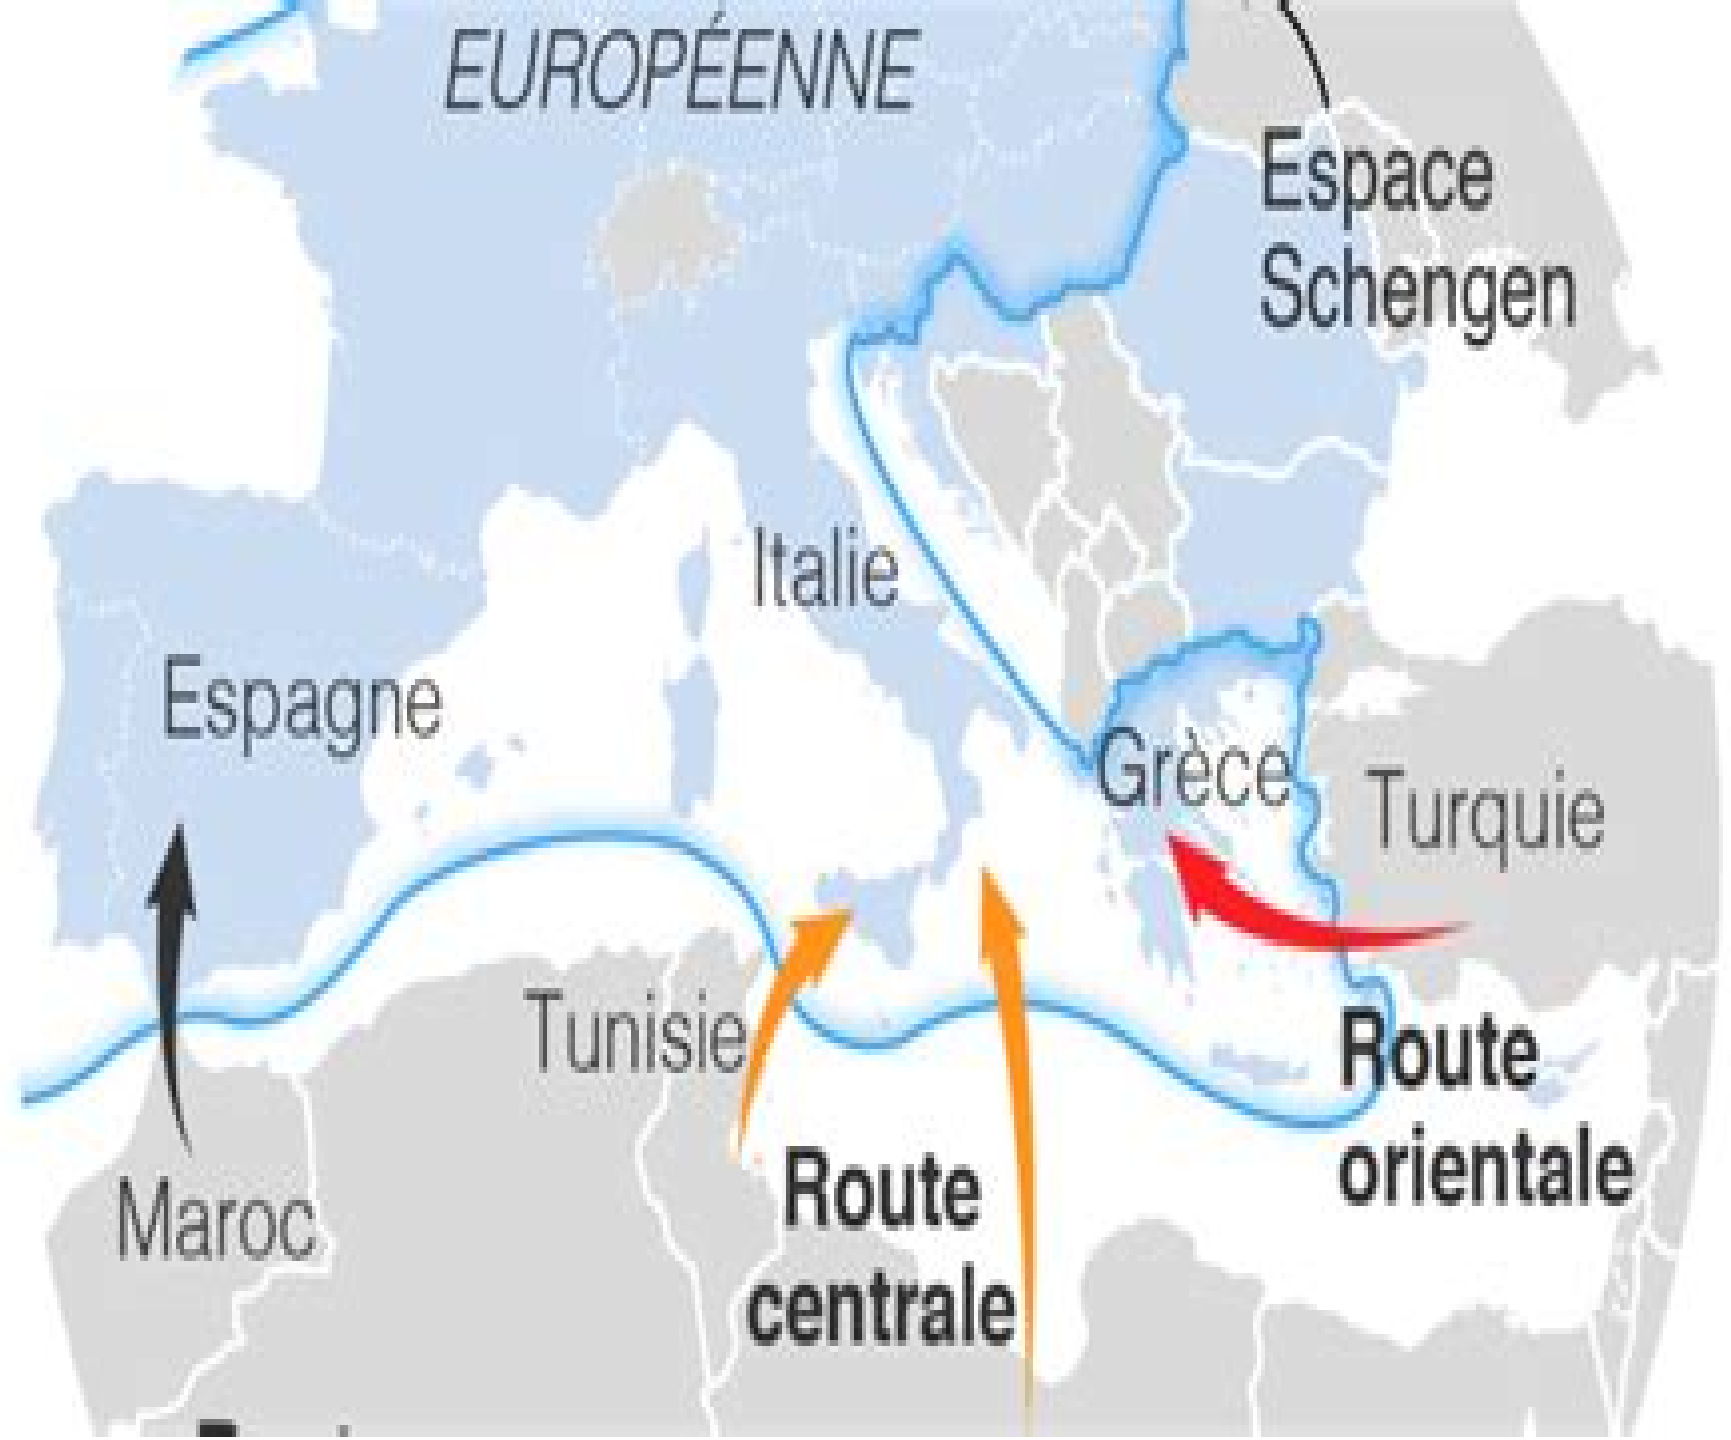 EUROPÉENNE
Espace
Schengen
Italie
Espagne
Grèce
Turquie
Tunisie
Route
orientale
Route
centrale
Maroc